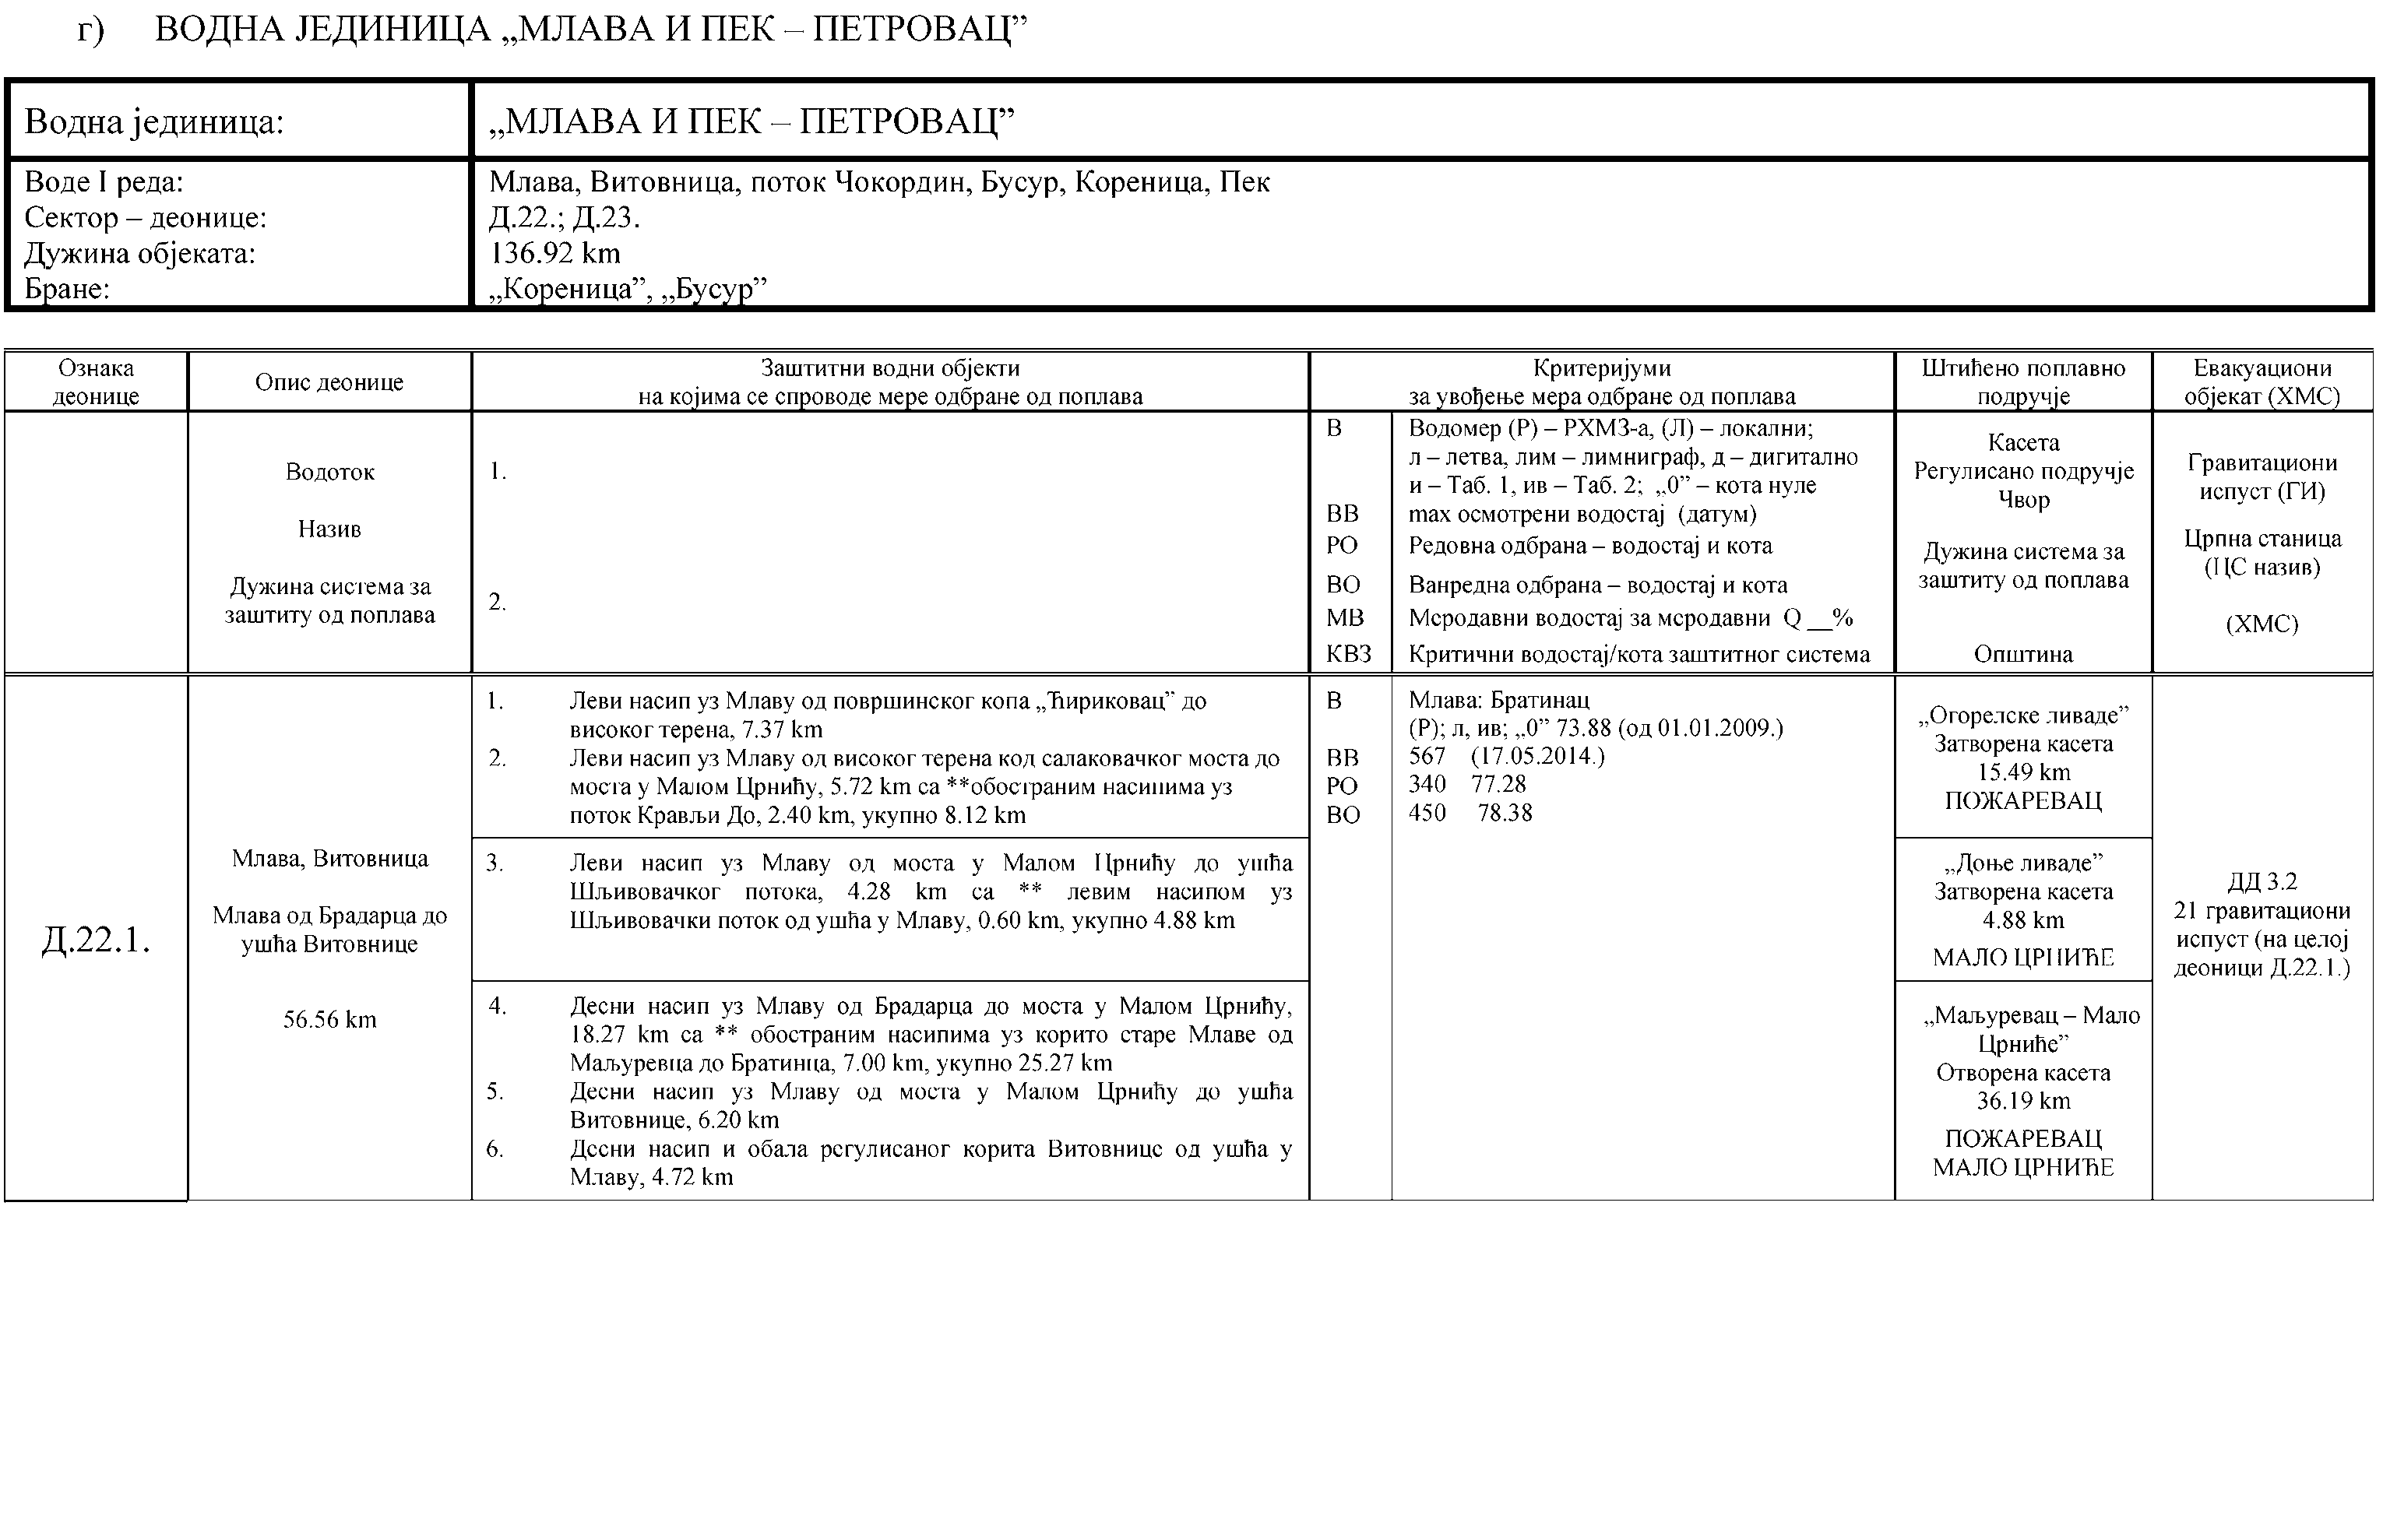 г) ВОДНА ЈЕДИНИЦА „МЛАВА И ПЕК – ПЕТРОВАЦ”
Водна јединица: „МЛАВА И ПЕК – ПЕТРОВАЦ”
Воде I реда: Млава, Витовница, поток Чокордин, Бусур, Кореница, Пек
Сектор – деонице: Д.22.; Д.23.
Дужина објеката: 136.92 km
Бране: „Кореница”, „Бусур”
Ознака
деонице
Опис деонице
Заштитни водни објекти
на којима се спроводе мере одбране од поплава
Критеријуми
за увођење мера одбране од поплава
Штићено поплавно
подручје
Евакуациони
објекат (ХМС)
Водоток
Назив
Дужина система за
заштиту од поплава
1.
2.
В Водомер (Р) – РХМЗ-а, (Л) – локални;
л – летва, лим – лимниграф, д – дигитално
и – Таб. 1, ив – Таб. 2; „0” – кота нуле
ВВ max осмотрени водостај (датум)
РО Редовна одбрана – водостај и кота
ВО Ванредна одбрана – водостај и кота
МВ Меродавни водостај за меродавни Q __%
КВЗ Критични водостај/кота заштитног система
Касета
Регулисано подручје
Чвор
Дужина система за
заштиту од поплава
Општина
Гравитациони
испуст (ГИ)
Црпна станица
(ЦС назив)
(ХМС)
Д.22.1.
Млава, Витовница
Млава од Брадарца до
ушћа Витовнице
56.56 km
1. Леви насип уз Млаву од површинског копа „Ћириковац” до
високог терена, 7.37 km
2. Леви насип уз Млаву од високог терена код салаковачког моста до
моста у Малом Црнићу, 5.72 km са **обостраним насипима уз
поток Крављи До, 2.40 km, укупно 8.12 km
3. Леви насип уз Млаву од моста у Малом Црнићу до ушћа
Шљивовачког потока, 4.28 km са ** левим насипом уз
Шљивовачки поток од ушћа у Млаву, 0.60 km, укупно 4.88 km
4. Десни насип уз Млаву од Брадарца до моста у Малом Црнићу,
18.27 km са ** обостраним насипима уз корито старе Млаве од
Маљуревца до Братинца, 7.00 km, укупно 25.27 km
5. Десни насип уз Млаву од моста у Малом Црнићу до ушћа
Витовнице, 6.20 km
6. Десни насип и обала регулисаног корита Витовнице од ушћа у
Млаву, 4.72 km
В Млава: Братинац
(Р); л, ив; „0” 73.88 (од 01.01.2009.)
ВВ 567 (17.05.2014.)
РО 340 77.28
ВО 450 78.38
„Огорелске ливаде”
Затворена касета
15.49 km
ПОЖАРЕВАЦ
„Доње ливаде”
Затворена касета
4.88 km
МАЛО ЦРНИЋЕ
„Маљуревац – Мало
Црниће”
Отворена касета
36.19 km
ПОЖАРЕВАЦ
МАЛО ЦРНИЋЕ
ДД 3.2
21 гравитациони
испуст (на целој
деоници Д.22.1.)